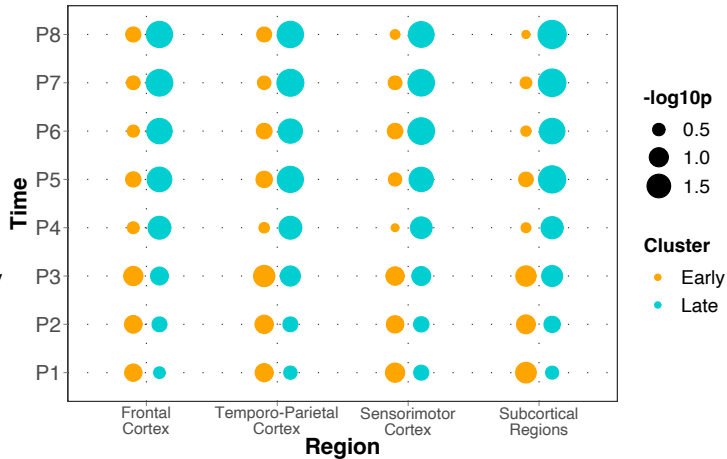 P8
P7
P6
P5
P4
P3
P2
P1
Time
Frontal
Cortex
Temporo-Parietal
Cortex
Sensorimotor
Cortex
Subcortical
Regions
Region
-log10p
0.5
1.0
1.5
Cluster
Early
Late